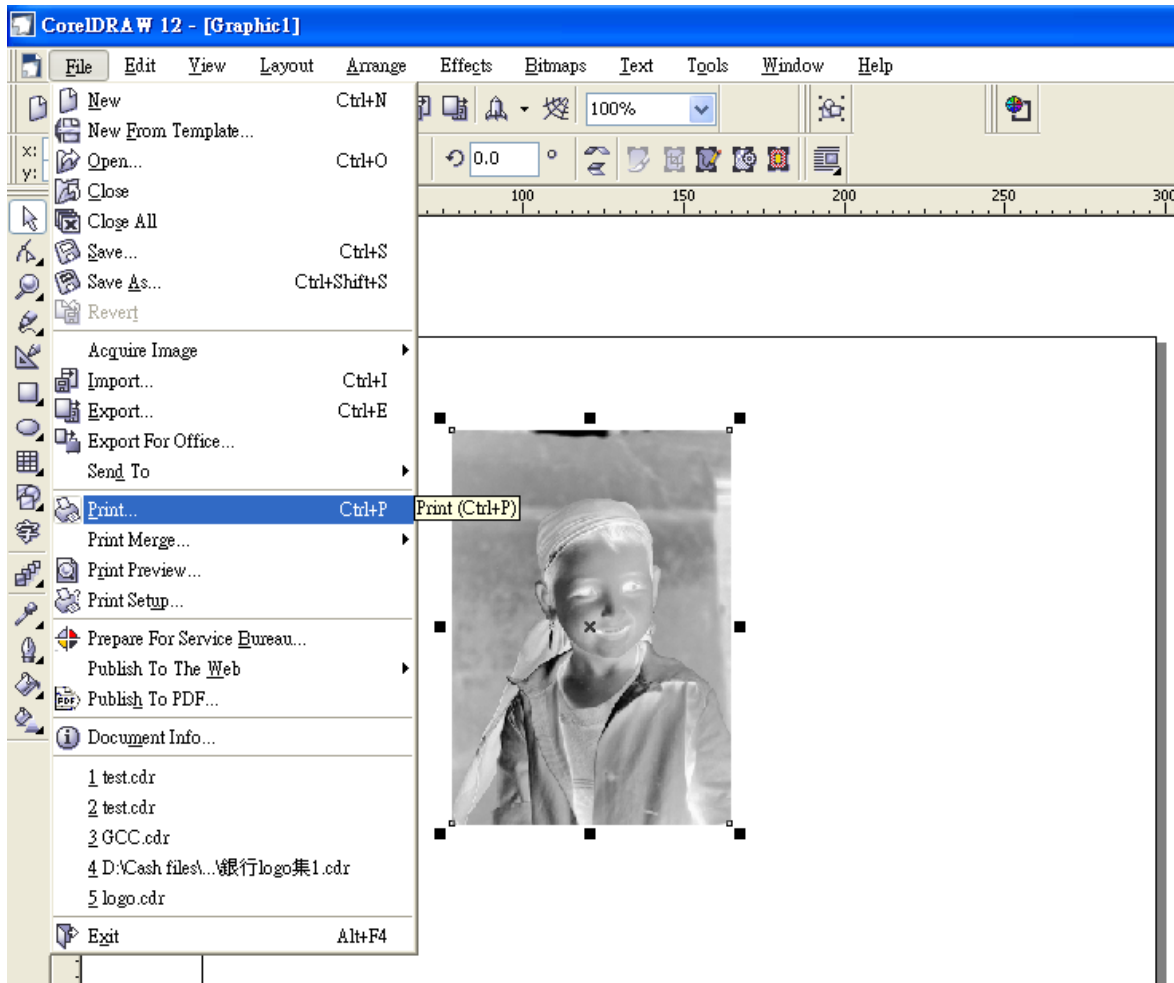 CorelDRAW 12 - [Graphic1]
File Edit View Layout Arrange Effects Bitmaps Text Tools Window Help
100%
x:
y:
0.0 °
100 150 200 250 300
New Ctrl+N
New From Template...
Open... Ctrl+O
Close
Close All
Save... Ctrl+S
Save As... Ctrl+Shift+S
Revert
Acquire Image
Import... Ctrl+I
Export... Ctrl+E
Export For Office...
Send To
Print... Ctrl+P
Print (Ctrl+P)
Print Merge...
Print Preview...
Print Setup...
Prepare For Service Bureau...
Publish To The Web
PDF
Publish To PDF...
Document Info...
1 test.cdr
2 test.cdr
3 GCC.cdr
4 D:\Cash files\...\銀行logo集1.cdr
5 logo.cdr
Exit Alt+F4
字